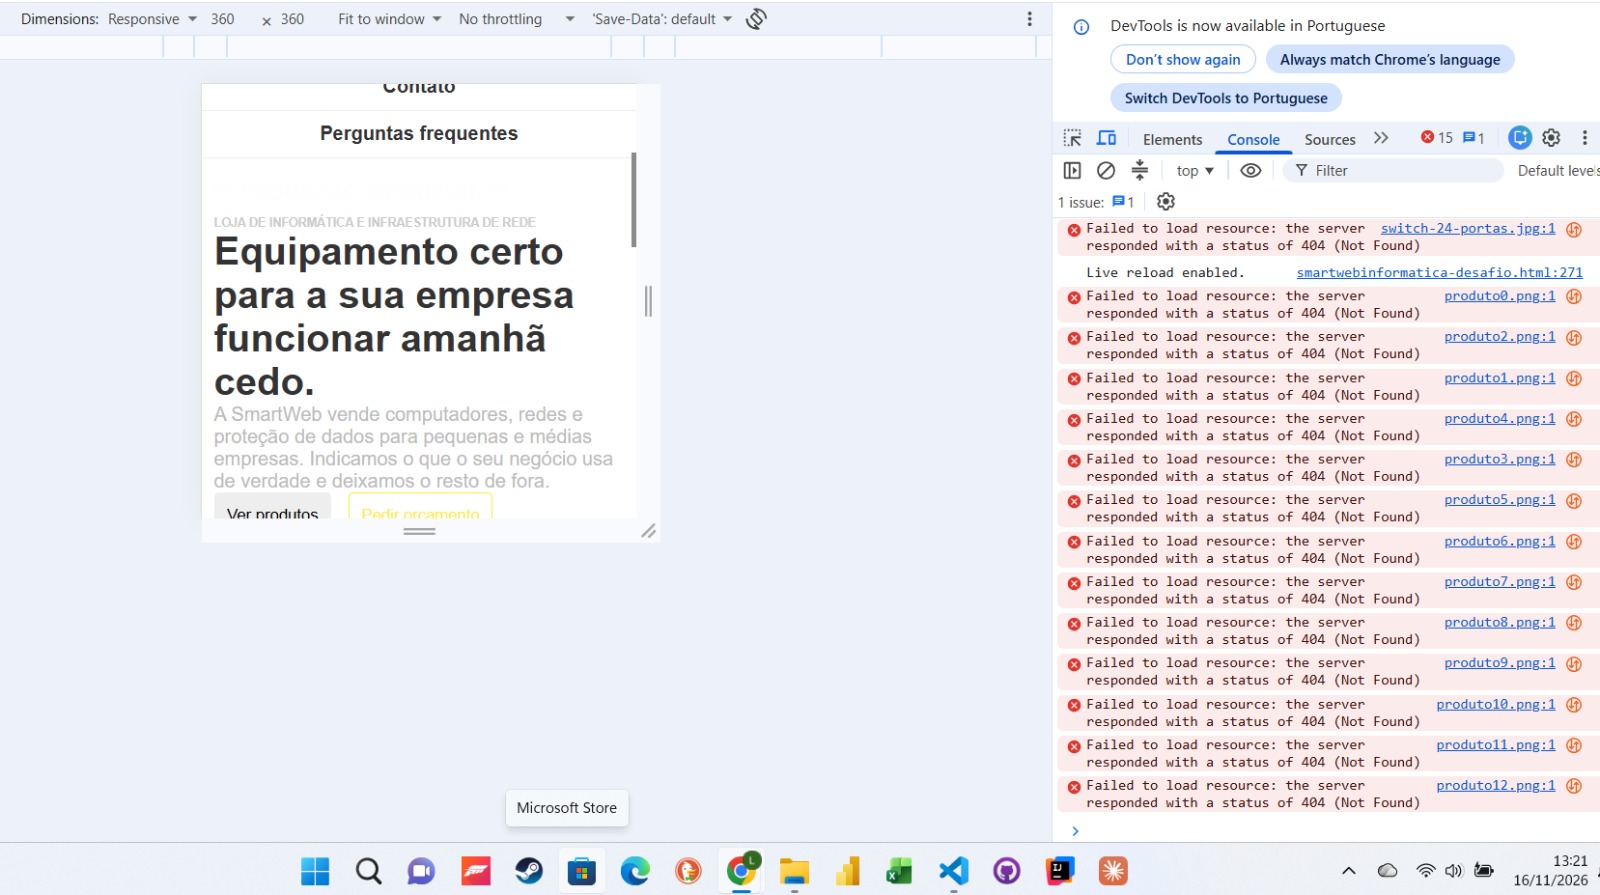 Dimensions: Responsive 360 × 360 Fit to window No throttling 'Save-Data': default
Contato
Perguntas frequentes
LOJA DE INFORMÁTICA E INFRAESTRUTURA DE REDE
Equipamento certo
para a sua empresa
funcionar amanhã
cedo.
A SmartWeb vende computadores, redes e
proteção de dados para pequenas e médias
empresas. Indicamos o que o seu negócio usa
de verdade e deixamos o resto de fora.
Ver produtos Pedir orçamento
Microsoft Store
DevTools is now available in Portuguese
Don't show again Always match Chrome's language
Switch DevTools to Portuguese
Elements Console Sources 15 1
top Filter Default levels
1 issue: 1
Failed to load resource: the server switch-24-portas.jpg:1
responded with a status of 404 (Not Found)
Live reload enabled. smartwebinformatica-desafio.html:271
Failed to load resource: the server produto0.png:1
responded with a status of 404 (Not Found)
Failed to load resource: the server produto2.png:1
responded with a status of 404 (Not Found)
Failed to load resource: the server produto1.png:1
responded with a status of 404 (Not Found)
Failed to load resource: the server produto4.png:1
responded with a status of 404 (Not Found)
Failed to load resource: the server produto3.png:1
responded with a status of 404 (Not Found)
Failed to load resource: the server produto5.png:1
responded with a status of 404 (Not Found)
Failed to load resource: the server produto6.png:1
responded with a status of 404 (Not Found)
Failed to load resource: the server produto7.png:1
responded with a status of 404 (Not Found)
Failed to load resource: the server produto8.png:1
responded with a status of 404 (Not Found)
Failed to load resource: the server produto9.png:1
responded with a status of 404 (Not Found)
Failed to load resource: the server produto10.png:1
responded with a status of 404 (Not Found)
Failed to load resource: the server produto11.png:1
responded with a status of 404 (Not Found)
Failed to load resource: the server produto12.png:1
responded with a status of 404 (Not Found)
L
IJ
13:21
16/11/2026